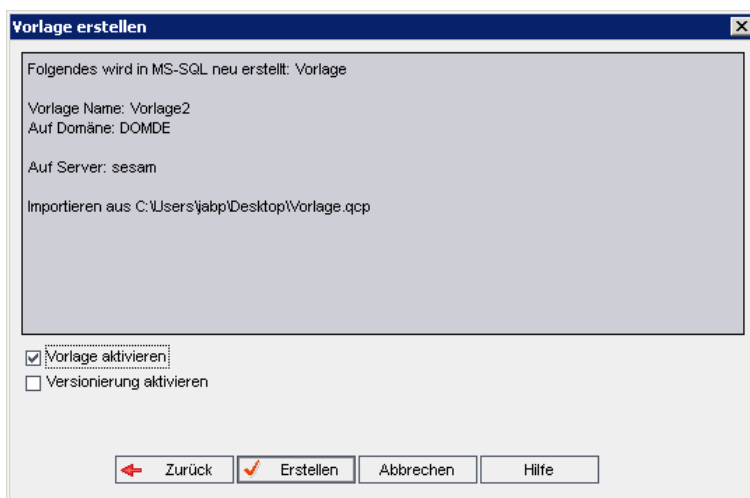 Vorlage erstellen
Folgendes wird in MS-SQL neu erstellt: Vorlage
Vorlage Name: Vorlage2
Auf Domäne: DOMDE
Auf Server: sesam
Importieren aus C:\Users\jabp\Desktop\Vorlage.qcp
Vorlage aktivieren
Versionierung aktivieren
Zurück Erstellen Abbrechen Hilfe